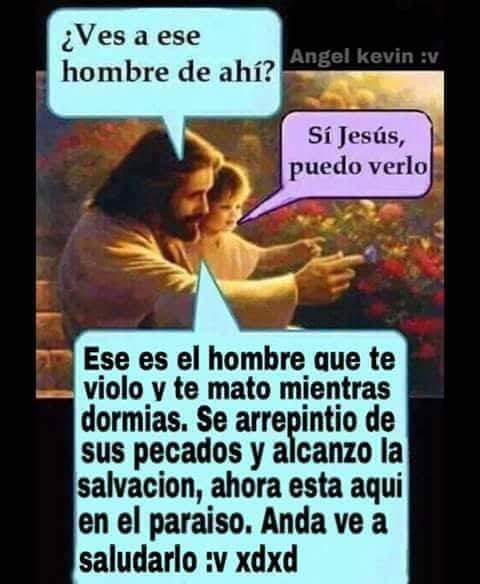 ¿Ves a ese
hombre de ahí?
Angel kevin :v
Sí Jesús,
puedo verlo
Ese es el hombre que te
violo y te mato mientras
dormias. Se arrepintio de
sus pecados y alcanzo la
salvacion, ahora esta aqui
en el paraiso. Anda ve a
saludarlo :v xdxd